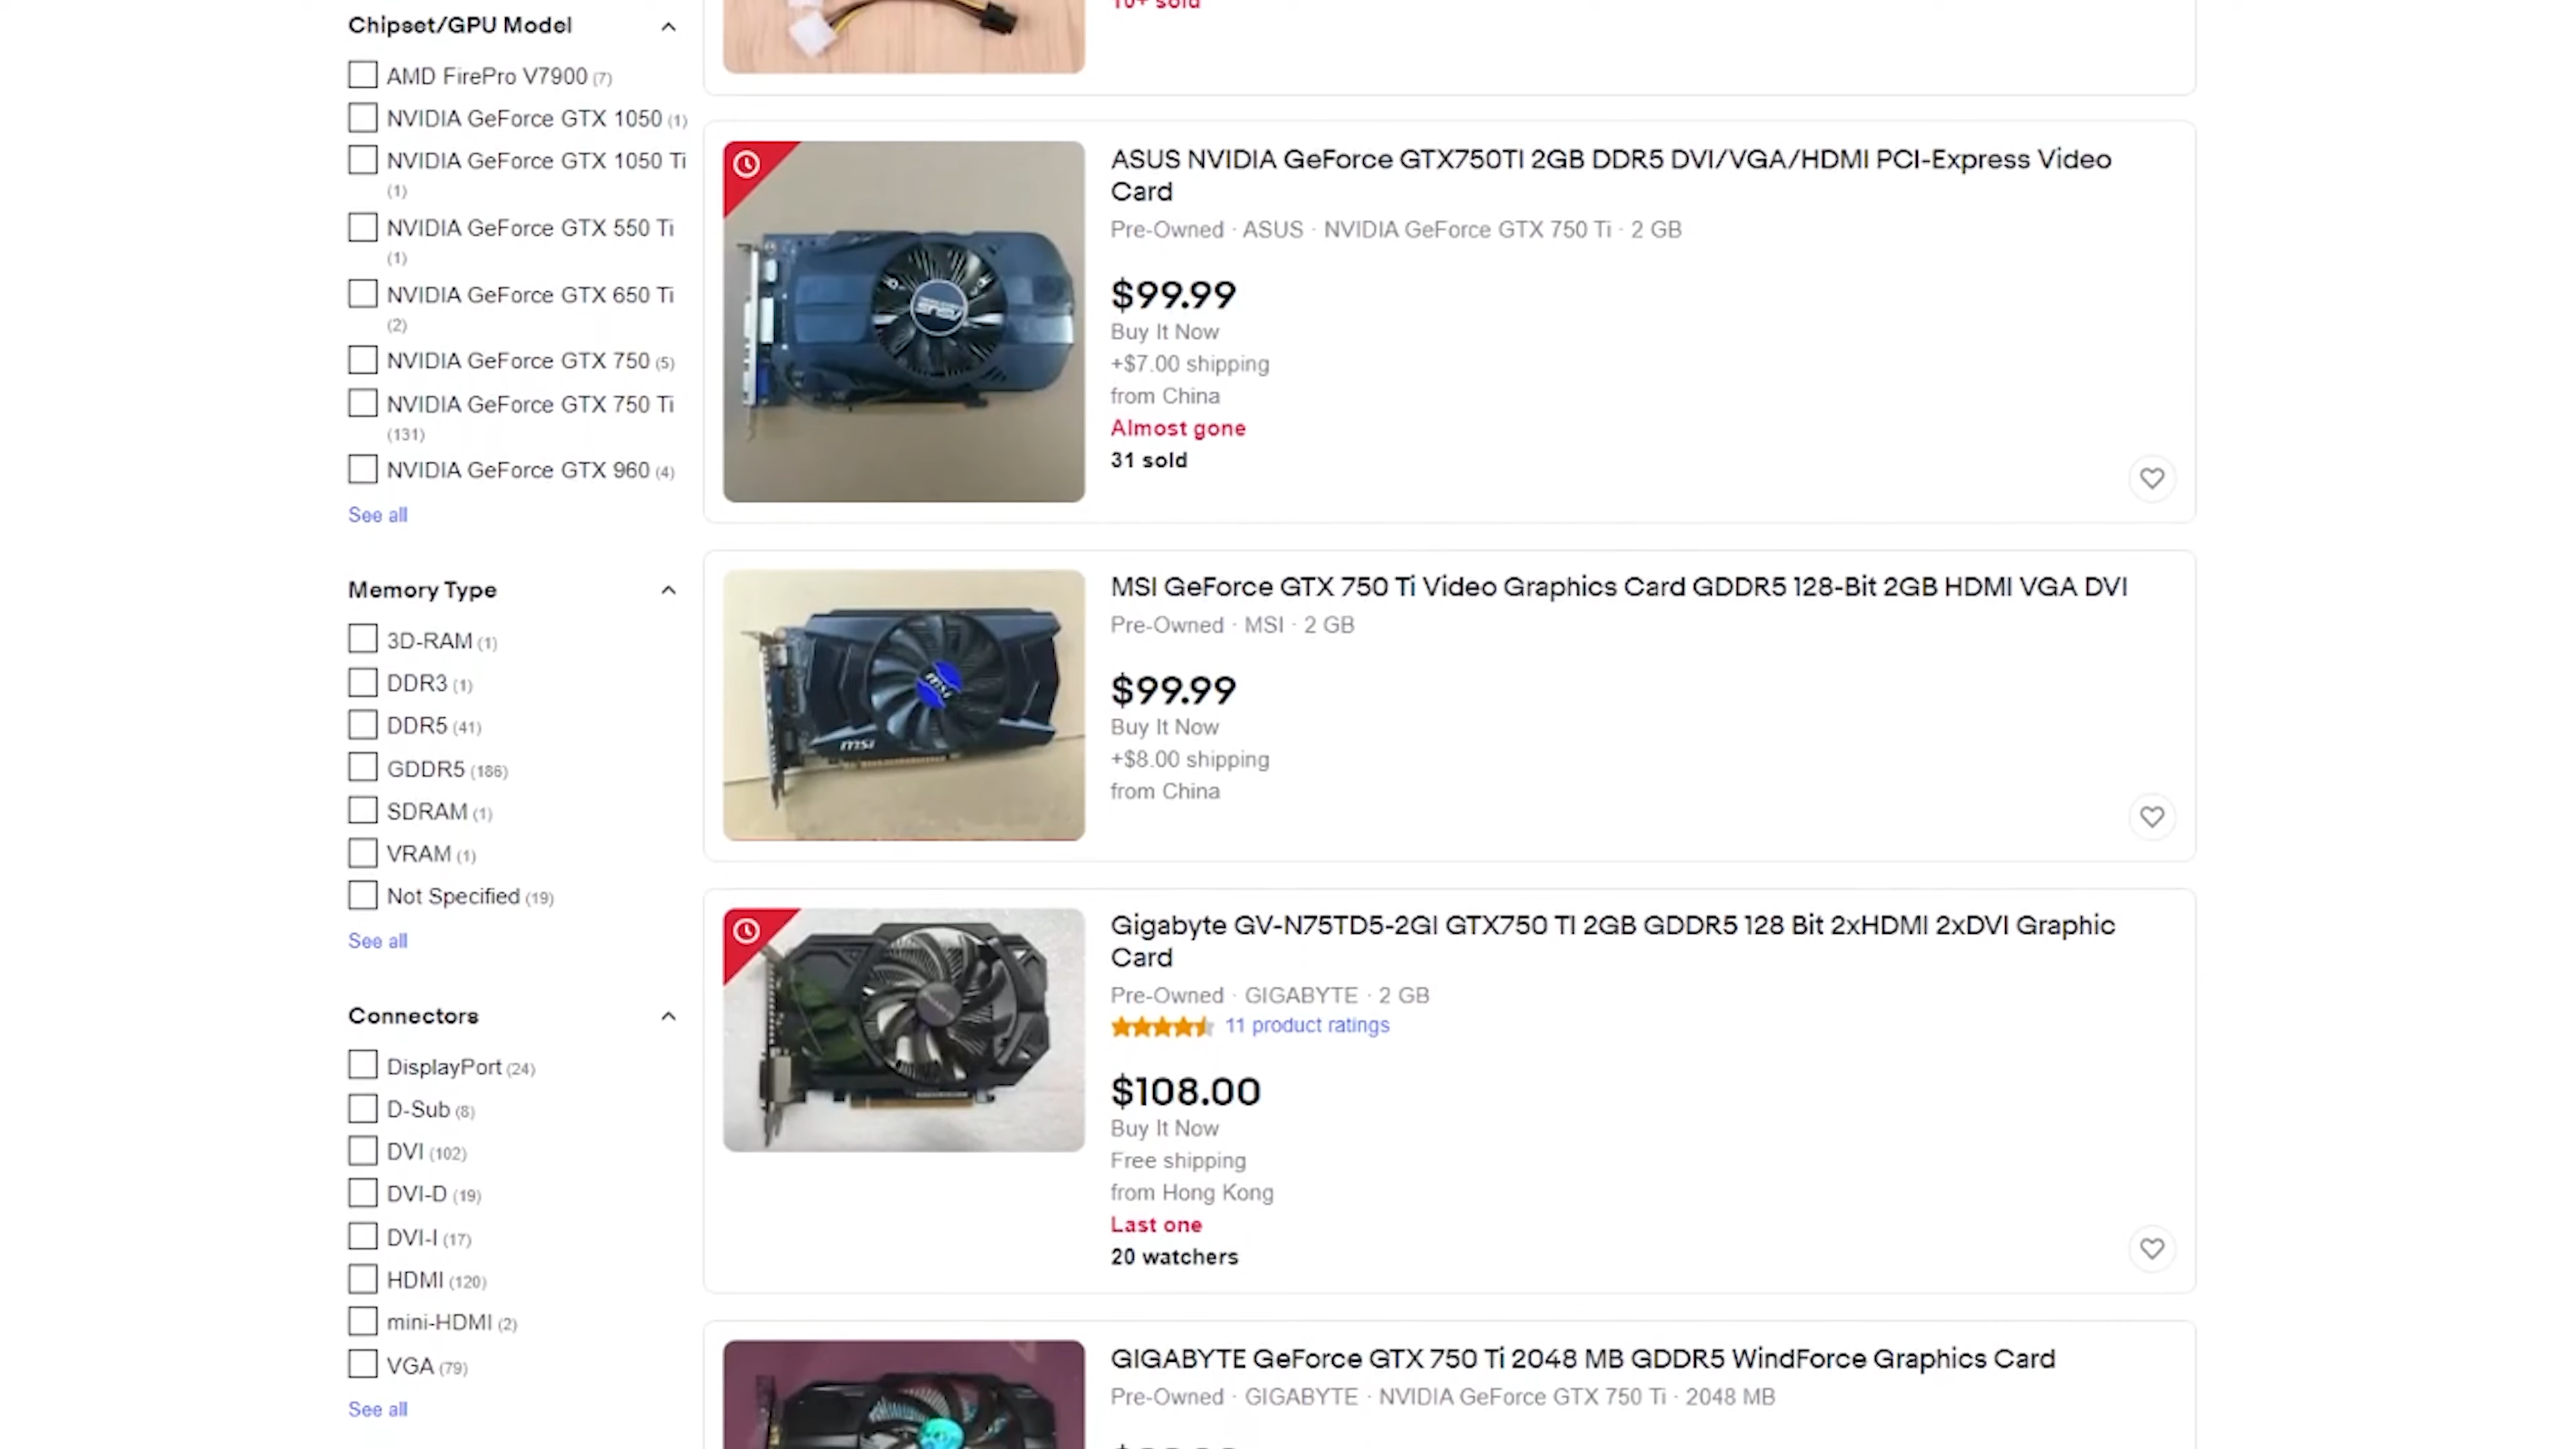 Chipset/GPU Model
AMD FirePro V7900 (7)
NVIDIA GeForce GTX 1050 (1)
NVIDIA GeForce GTX 1050 Ti
(1)
NVIDIA GeForce GTX 550 Ti
(1)
NVIDIA GeForce GTX 650 Ti
(2)
NVIDIA GeForce GTX 750 (5)
NVIDIA GeForce GTX 750 Ti
(131)
NVIDIA GeForce GTX 960 (4)
See all
Memory Type
3D-RAM (1)
DDR3 (1)
DDR5 (41)
GDDR5 (186)
SDRAM (1)
VRAM (1)
Not Specified (19)
See all
Connectors
DisplayPort (24)
D-Sub (8)
DVI (102)
DVI-D (19)
DVI-I (17)
HDMI (120)
mini-HDMI (2)
VGA (79)
See all
10+ sold
ASUS NVIDIA GeForce GTX750TI 2GB DDR5 DVI/VGA/HDMI PCI-Express Video
Card
Pre-Owned · ASUS · NVIDIA GeForce GTX 750 Ti · 2 GB
$99.99
Buy It Now
+$7.00 shipping
from China
Almost gone
31 sold
ASUS
MSI GeForce GTX 750 Ti Video Graphics Card GDDR5 128-Bit 2GB HDMI VGA DVI
Pre-Owned · MSI · 2 GB
$99.99
Buy It Now
+$8.00 shipping
from China
msi
msi
Gigabyte GV-N75TD5-2GI GTX750 TI 2GB GDDR5 128 Bit 2xHDMI 2xDVI Graphic
Card
Pre-Owned · GIGABYTE · 2 GB
11 product ratings
$108.00
Buy It Now
Free shipping
from Hong Kong
Last one
20 watchers
GIGABYTE GeForce GTX 750 Ti 2048 MB GDDR5 WindForce Graphics Card
Pre-Owned · GIGABYTE · NVIDIA GeForce GTX 750 Ti · 2048 MB